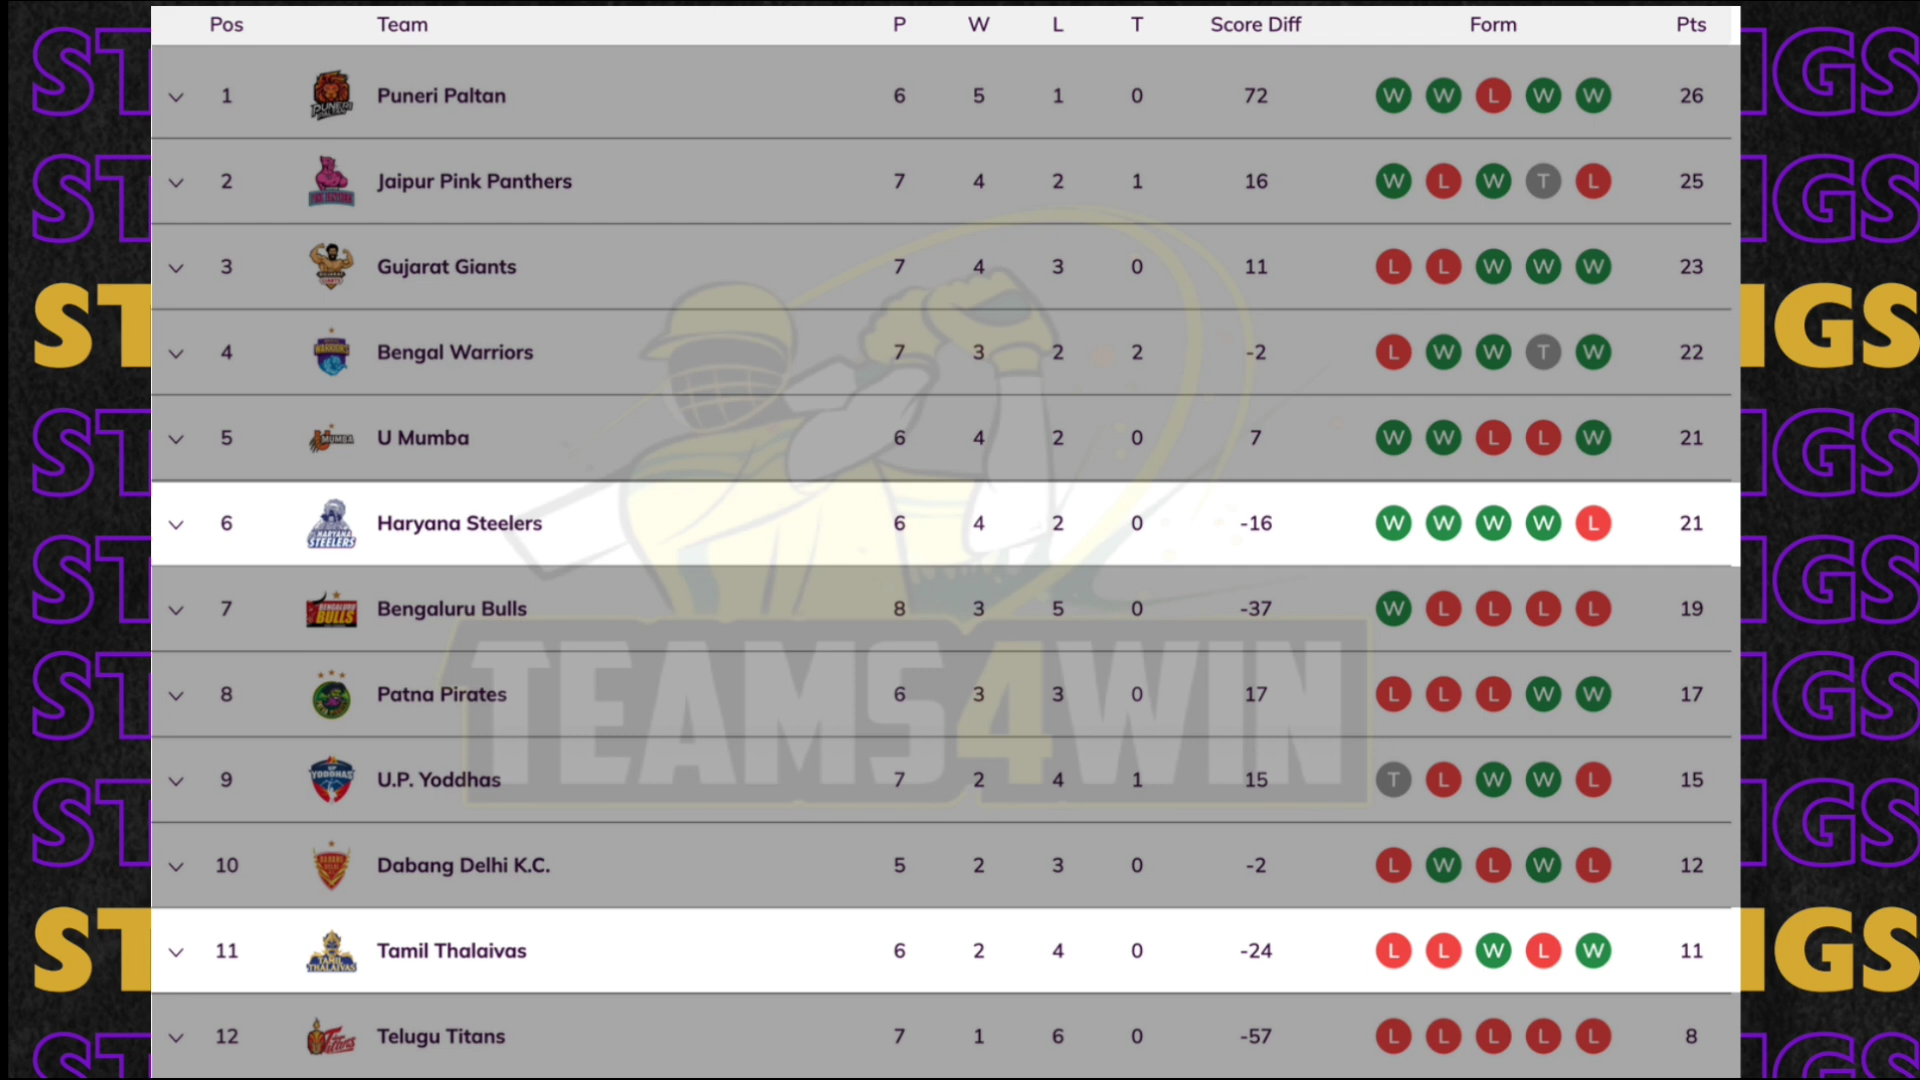 Pos Team P W L T Score Diff Form Pts
1 Puneri Paltan 6 5 1 0 72 W W L W W 26
2 Jaipur Pink Panthers 7 4 2 1 16 W L W T L 25
3 Gujarat Giants 7 4 3 0 11 L L W W W 23
4 Bengal Warriors 7 3 2 2 -2 L W W T W 22
5 U Mumba 6 4 2 0 7 W W L L W 21
6 Haryana Steelers 6 4 2 0 -16 W W W W L 21
7 Bengaluru Bulls 8 3 5 0 -37 W L L L L 19
8 Patna Pirates 6 3 3 0 17 L L L W W 17
9 U.P. Yoddhas 7 2 4 1 15 T L W W L 15
10 Dabang Delhi K.C. 5 2 3 0 -2 L W L W L 12
11 Tamil Thalaivas 6 2 4 0 -24 L L W L W 11
12 Telugu Titans 7 1 6 0 -57 L L L L L 8
TEAMS4WIN